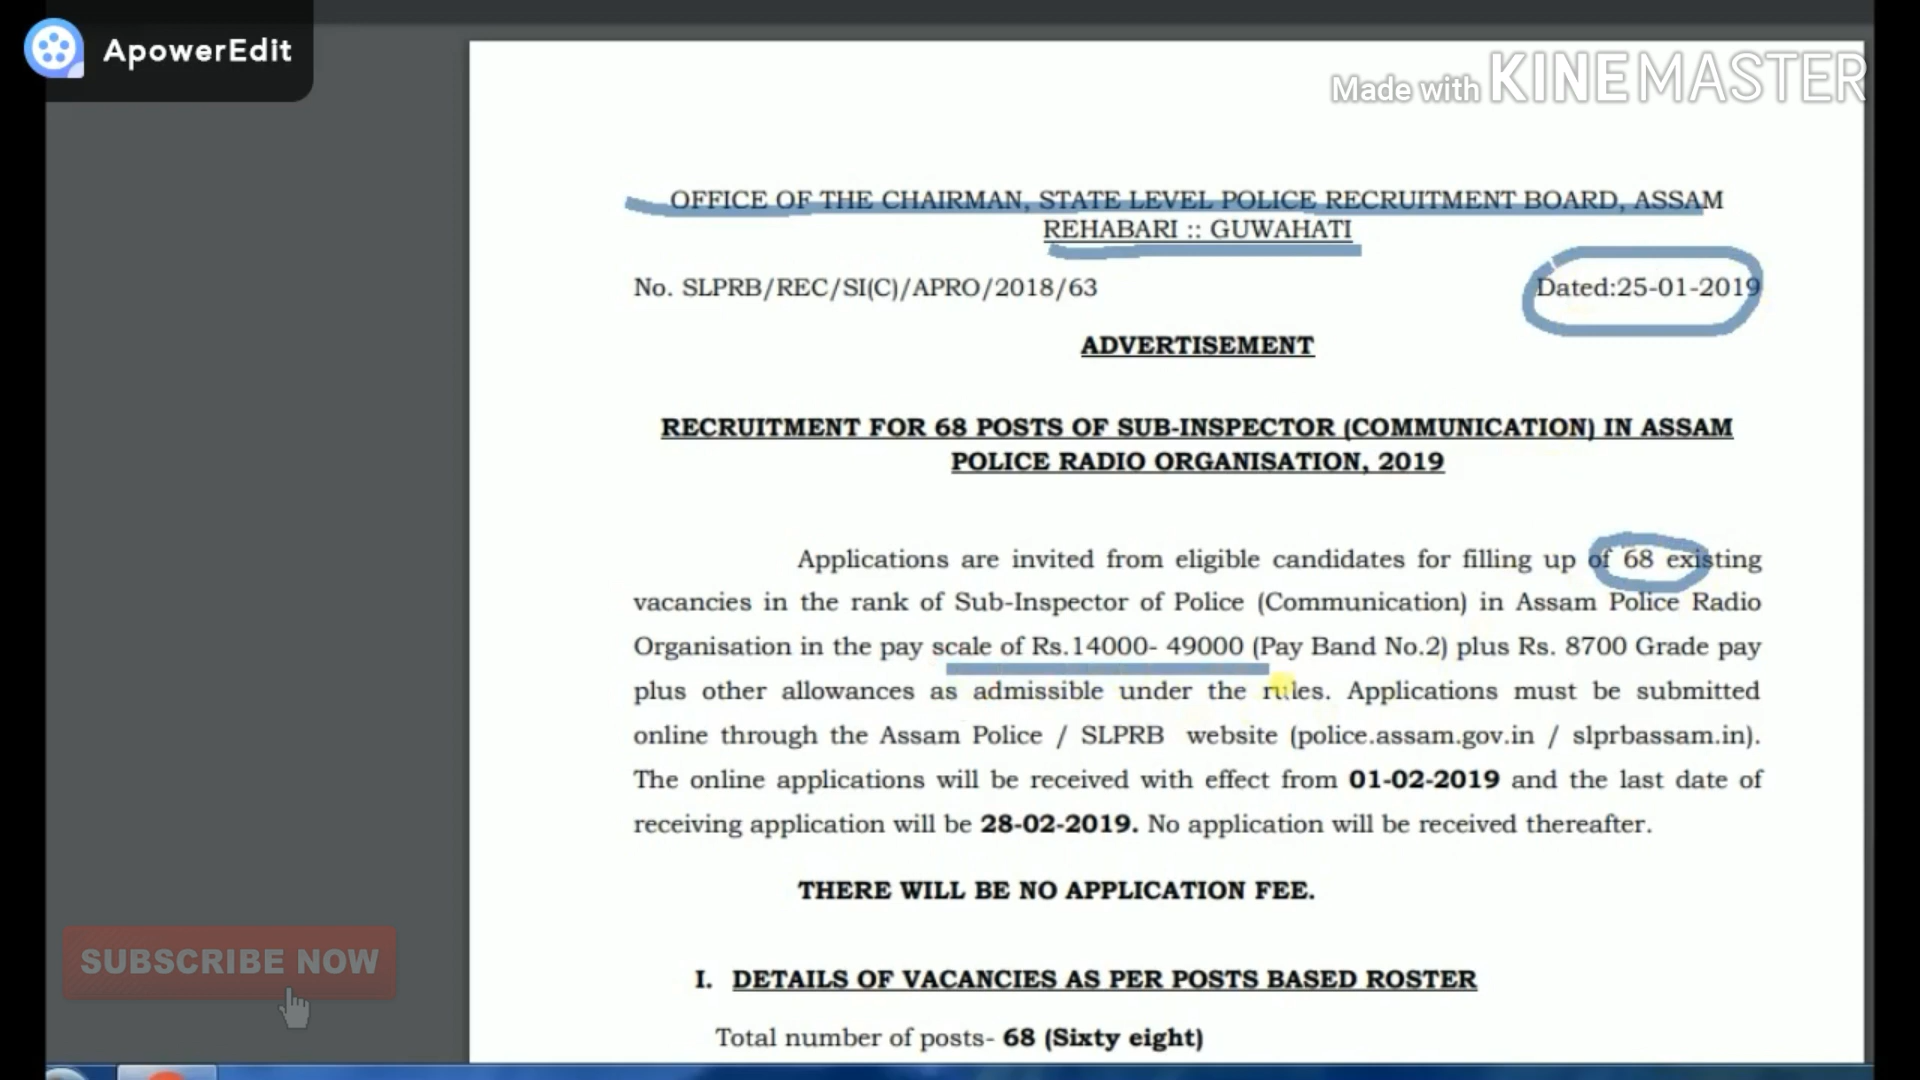 ApowerEdit
Made with KINEMASTER
OFFICE OF THE CHAIRMAN, STATE LEVEL POLICE RECRUITMENT BOARD, ASSAM
REHABARI :: GUWAHATI
No. SLPRB/REC/SI(C)/APRO/2018/63 Dated:25-01-2019
ADVERTISEMENT
RECRUITMENT FOR 68 POSTS OF SUB-INSPECTOR (COMMUNICATION) IN ASSAM
POLICE RADIO ORGANISATION, 2019
Applications are invited from eligible candidates for filling up of 68 existing
vacancies in the rank of Sub-Inspector of Police (Communication) in Assam Police Radio
Organisation in the pay scale of Rs.14000- 49000 (Pay Band No.2) plus Rs. 8700 Grade pay
plus other allowances as admissible under the rules. Applications must be submitted
online through the Assam Police / SLPRB website (police.assam.gov.in / slprbassam.in).
The online applications will be received with effect from 01-02-2019 and the last date of
receiving application will be 28-02-2019. No application will be received thereafter.
THERE WILL BE NO APPLICATION FEE.
SUBSCRIBE NOW
I. DETAILS OF VACANCIES AS PER POSTS BASED ROSTER
Total number of posts- 68 (Sixty eight)